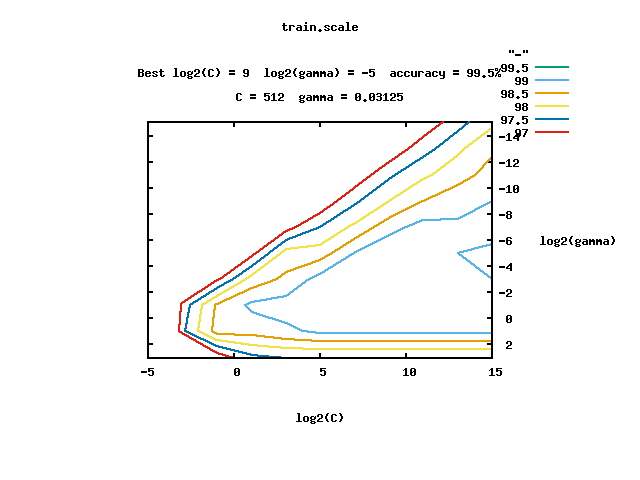 train.scale
"-"
Best log2(C) = 9  log2(gamma) = -5  accuracy = 99.5%
99.5
99
C = 512  gamma = 0.03125
98.5
98
97.5
97
-14
-12
-10
-8
-6
log2(gamma)
-4
-2
0
2
-5 0 5 10 15
log2(C)